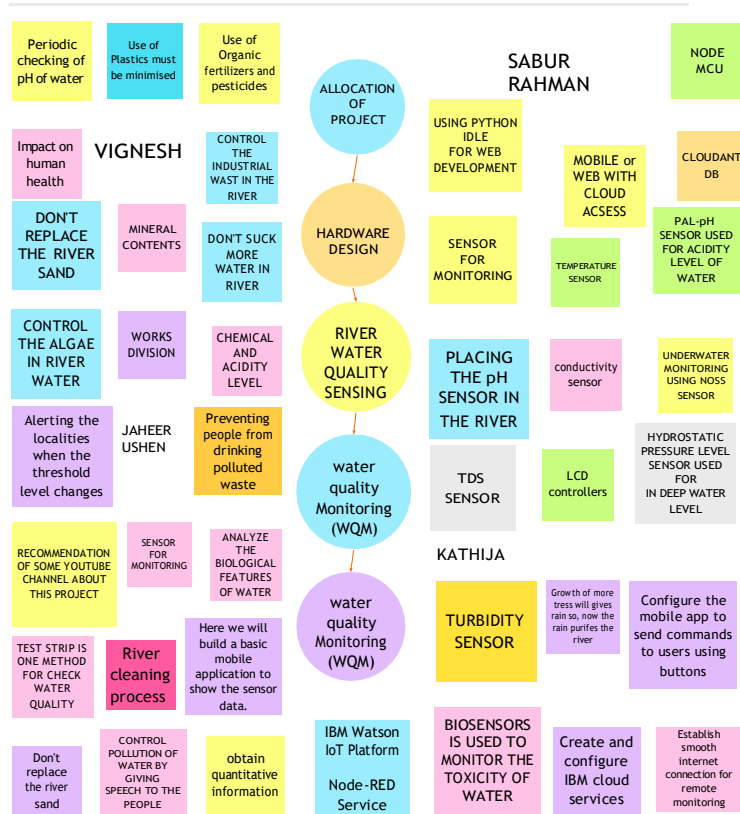 Periodic
checking of
pH of water
Use of
Plastics must
be minimised
Use of
Organic
fertilizers and
pesticides
ALLOCATION
OF
PROJECT
SABUR
RAHMAN
NODE
MCU
Impact on
human
health
VIGNESH
CONTROL
THE
INDUSTRIAL
WAST IN THE
RIVER
USING PYTHON
IDLE
FOR WEB
DEVELOPMENT
MOBILE or
WEB WITH
CLOUD
ACSESS
CLOUDANT
DB
DON'T
REPLACE
THE RIVER
SAND
MINERAL
CONTENTS
DON'T SUCK
MORE
WATER IN
RIVER
HARDWARE
DESIGN
SENSOR
FOR
MONITORING
TEMPERATURE
SENSOR
PAL-pH
SENSOR USED
FOR ACIDITY
LEVEL OF
WATER
CONTROL
THE ALGAE
IN RIVER
WATER
WORKS
DIVISION
CHEMICAL
AND
ACIDITY
LEVEL
RIVER
WATER
QUALITY
SENSING
PLACING
THE pH
SENSOR IN
THE RIVER
conductivity
sensor
UNDERWATER
MONITORING
USING NOSS
SENSOR
Alerting the
localities
when the
threshold
level changes
JAHEER
USHEN
Preventing
people from
drinking
polluted
waste
water
quality
Monitoring
(WQM)
TDS
SENSOR
LCD
controllers
HYDROSTATIC
PRESSURE LEVEL
SENSOR USED
FOR
IN DEEP WATER
LEVEL
RECOMMENDATION
OF SOME YOUTUBE
CHANNEL ABOUT
THIS PROJECT
SENSOR
FOR
MONITORING
ANALYZE
THE
BIOLOGICAL
FEATURES
OF WATER
KATHIJA
water
quality
Monitoring
(WQM)
TURBIDITY
SENSOR
Growth of more
tress will gives
rain so, now the
rain purifes the
river
Configure the
mobile app to
send commands
to users using
buttons
TEST STRIP IS
ONE METHOD
FOR CHECK
WATER
QUALITY
River
cleaning
process
Here we will
build a basic
mobile
application to
show the sensor
data.
Don't
replace
the river
sand
CONTROL
POLLUTION OF
WATER BY
GIVING
SPEECH TO THE
PEOPLE
obtain
quantitative
information
IBM Watson
IoT Platform
Node-RED
Service
BIOSENSORS
IS USED TO
MONITOR THE
TOXICITY OF
WATER
Create and
configure
IBM cloud
services
Establish
smooth
internet
connection for
remote
monitoring